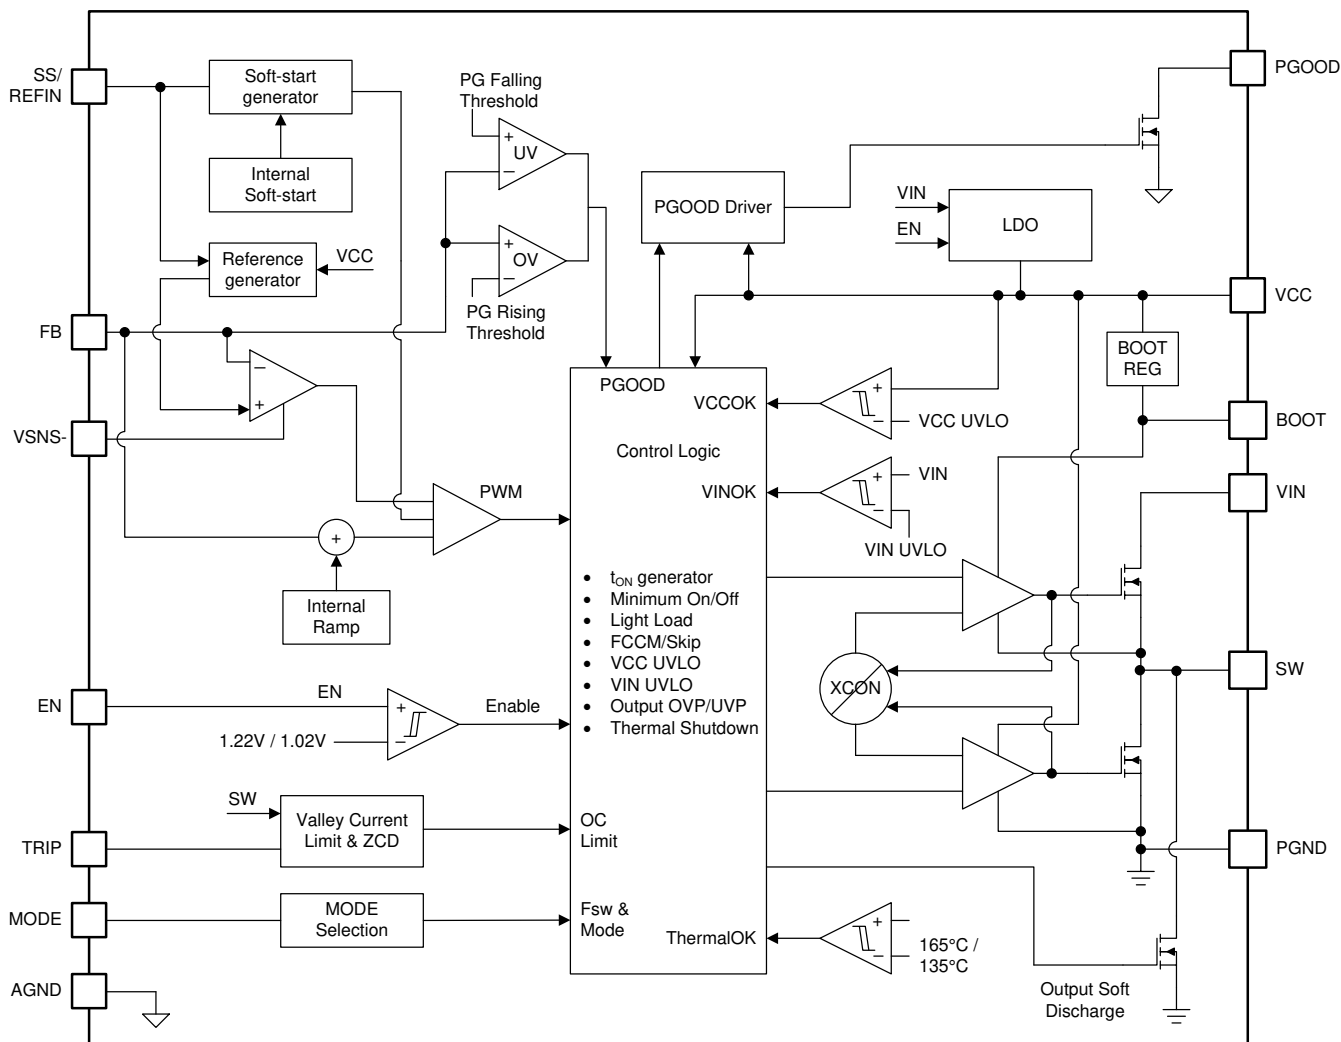 SS/
REFIN
Soft-start
generator
Internal
Soft-start
Reference
generator
VCC
PG Falling
Threshold
+
UV
−
+
OV
−
PG Rising
Threshold
PGOOD Driver
VIN
EN
LDO
PGOOD
VCC
BOOT
REG
BOOT
VIN
SW
PGND
FB
−
+
VSNS-
PWM
+
Internal
Ramp
EN
EN
+
−
1.22V / 1.02V
Enable
SW
TRIP
Valley Current
Limit & ZCD
MODE
MODE
Selection
AGND
PGOOD
VCCOK
Control Logic
VINOK
• tON generator
• Minimum On/Off
• Light Load
• FCCM/Skip
• VCC UVLO
• VIN UVLO
• Output OVP/UVP
• Thermal Shutdown
OC
Limit
Fsw &
Mode
ThermalOK
+
−
VCC UVLO
+
VIN
−
VIN UVLO
XCON
+
−
165°C /
135°C
Output Soft
Discharge